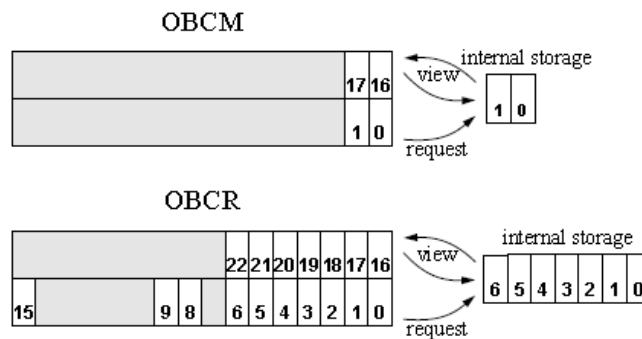 OBCM
internal storage
17 16
view
1 0
1 0
request
OBCR
internal storage
22 21 20 19 18 17 16
view
15 9 8 6 5 4 3 2 1 0
6 5 4 3 2 1 0
request